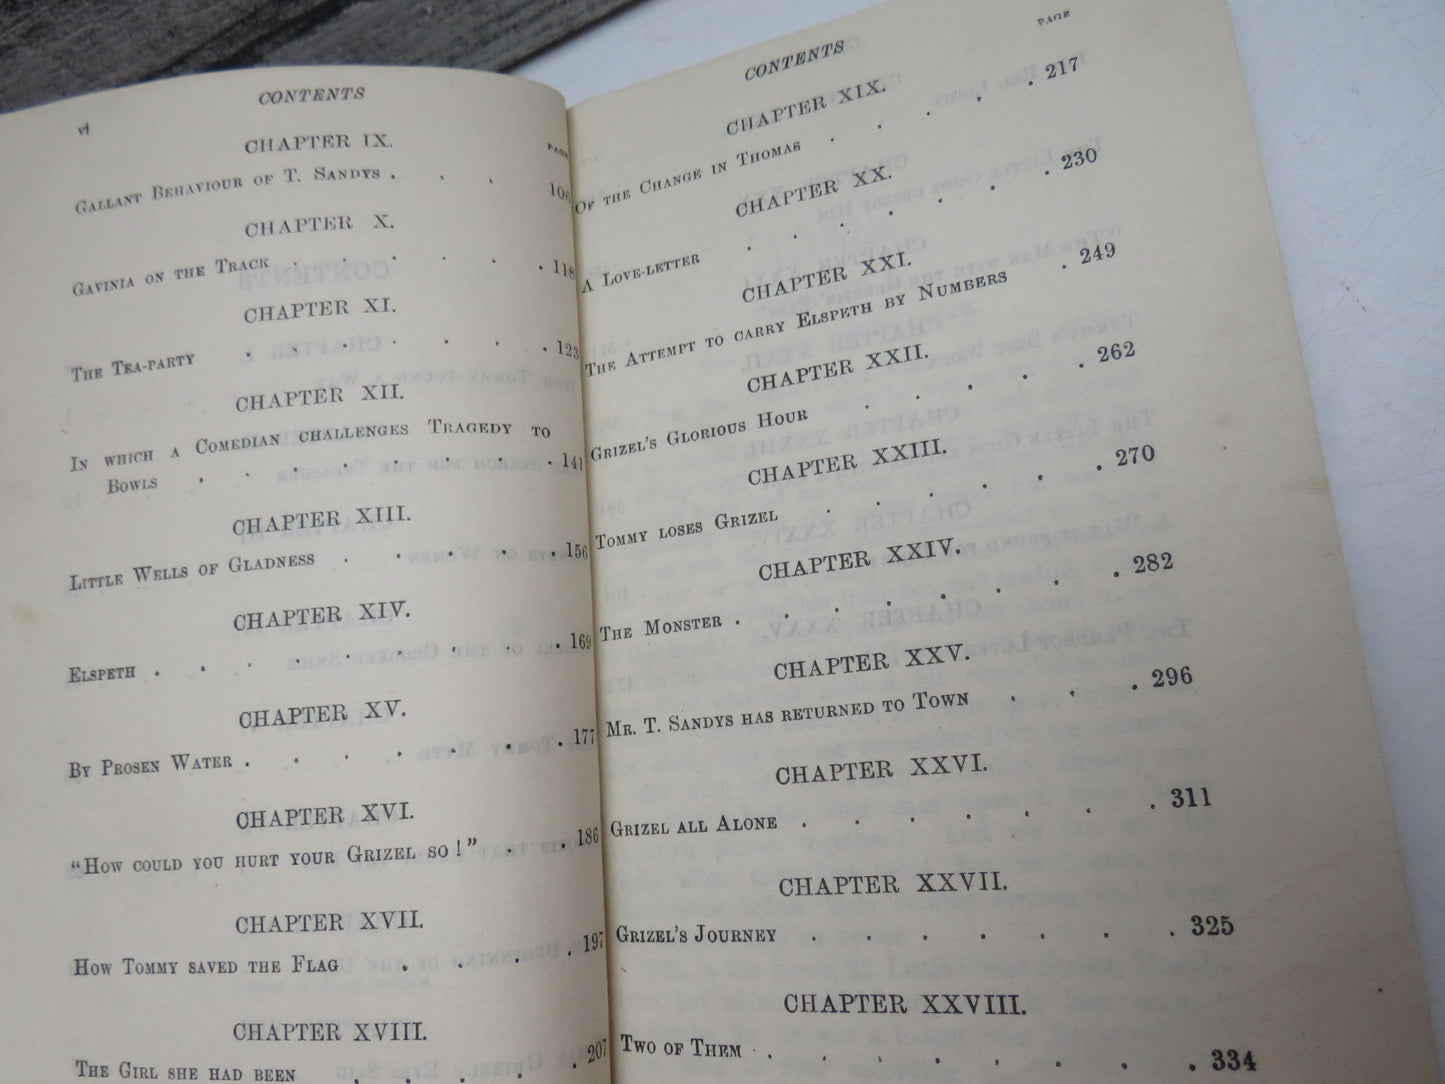 vi
CONTENTS
PAGE
CHAPTER IX.
GALLANT BEHAVIOUR OF T. SANDYS . . . 106
CHAPTER X.
GAVINIA ON THE TRACK . . . . . . 118
CHAPTER XI.
THE TEA-PARTY . . . . . . . 123
CHAPTER XII.
IN WHICH A COMEDIAN CHALLENGES TRAGEDY TO
BOWLS . . . . . . . . 141
CHAPTER XIII.
LITTLE WELLS OF GLADNESS . . . . . 156
CHAPTER XIV.
ELSPETH . . . . . . . . . 169
CHAPTER XV.
BY PROSEN WATER . . . . . . . 177
CHAPTER XVI.
“HOW COULD YOU HURT YOUR GRIZEL SO!” . . 186
CHAPTER XVII.
HOW TOMMY SAVED THE FLAG . . . . 197
CHAPTER XVIII.
THE GIRL SHE HAD BEEN . . . . . 207
CONTENTS
PAGE
CHAPTER XIX.
OF THE CHANGE IN THOMAS . . . . . 217
CHAPTER XX.
A LOVE-LETTER . . . . . . . 230
CHAPTER XXI.
THE ATTEMPT TO CARRY ELSPETH BY NUMBERS . 249
CHAPTER XXII.
GRIZEL'S GLORIOUS HOUR . . . . . 262
CHAPTER XXIII.
TOMMY LOSES GRIZEL . . . . . . 270
CHAPTER XXIV.
THE MONSTER . . . . . . . . 282
CHAPTER XXV.
MR. T. SANDYS HAS RETURNED TO TOWN . . . 296
CHAPTER XXVI.
GRIZEL ALL ALONE . . . . . . . 311
CHAPTER XXVII.
GRIZEL'S JOURNEY . . . . . . . 325
CHAPTER XXVIII.
TWO OF THEM . . . . . . . . 334